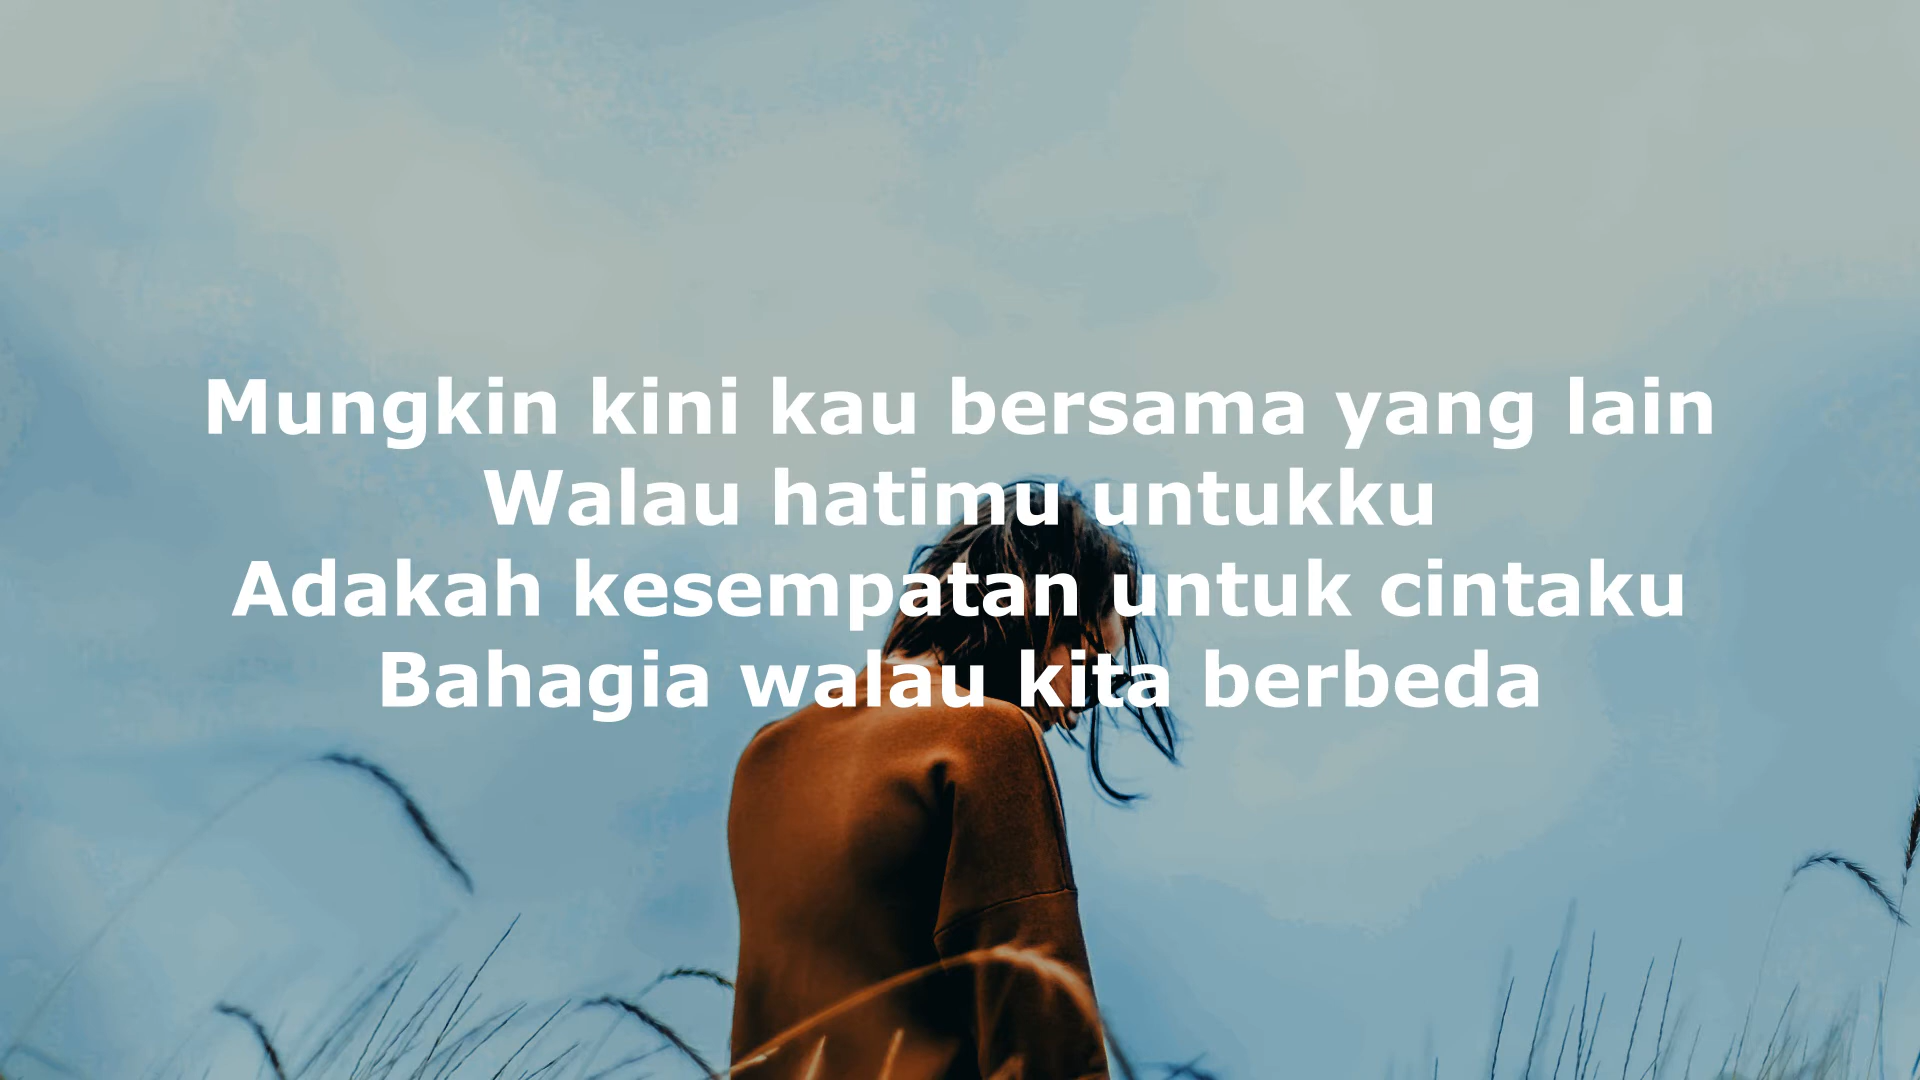 Mungkin kini kau bersama yang lain
Walau hatimu untukku
Adakah kesempatan untuk cintaku
Bahagia walau kita berbeda